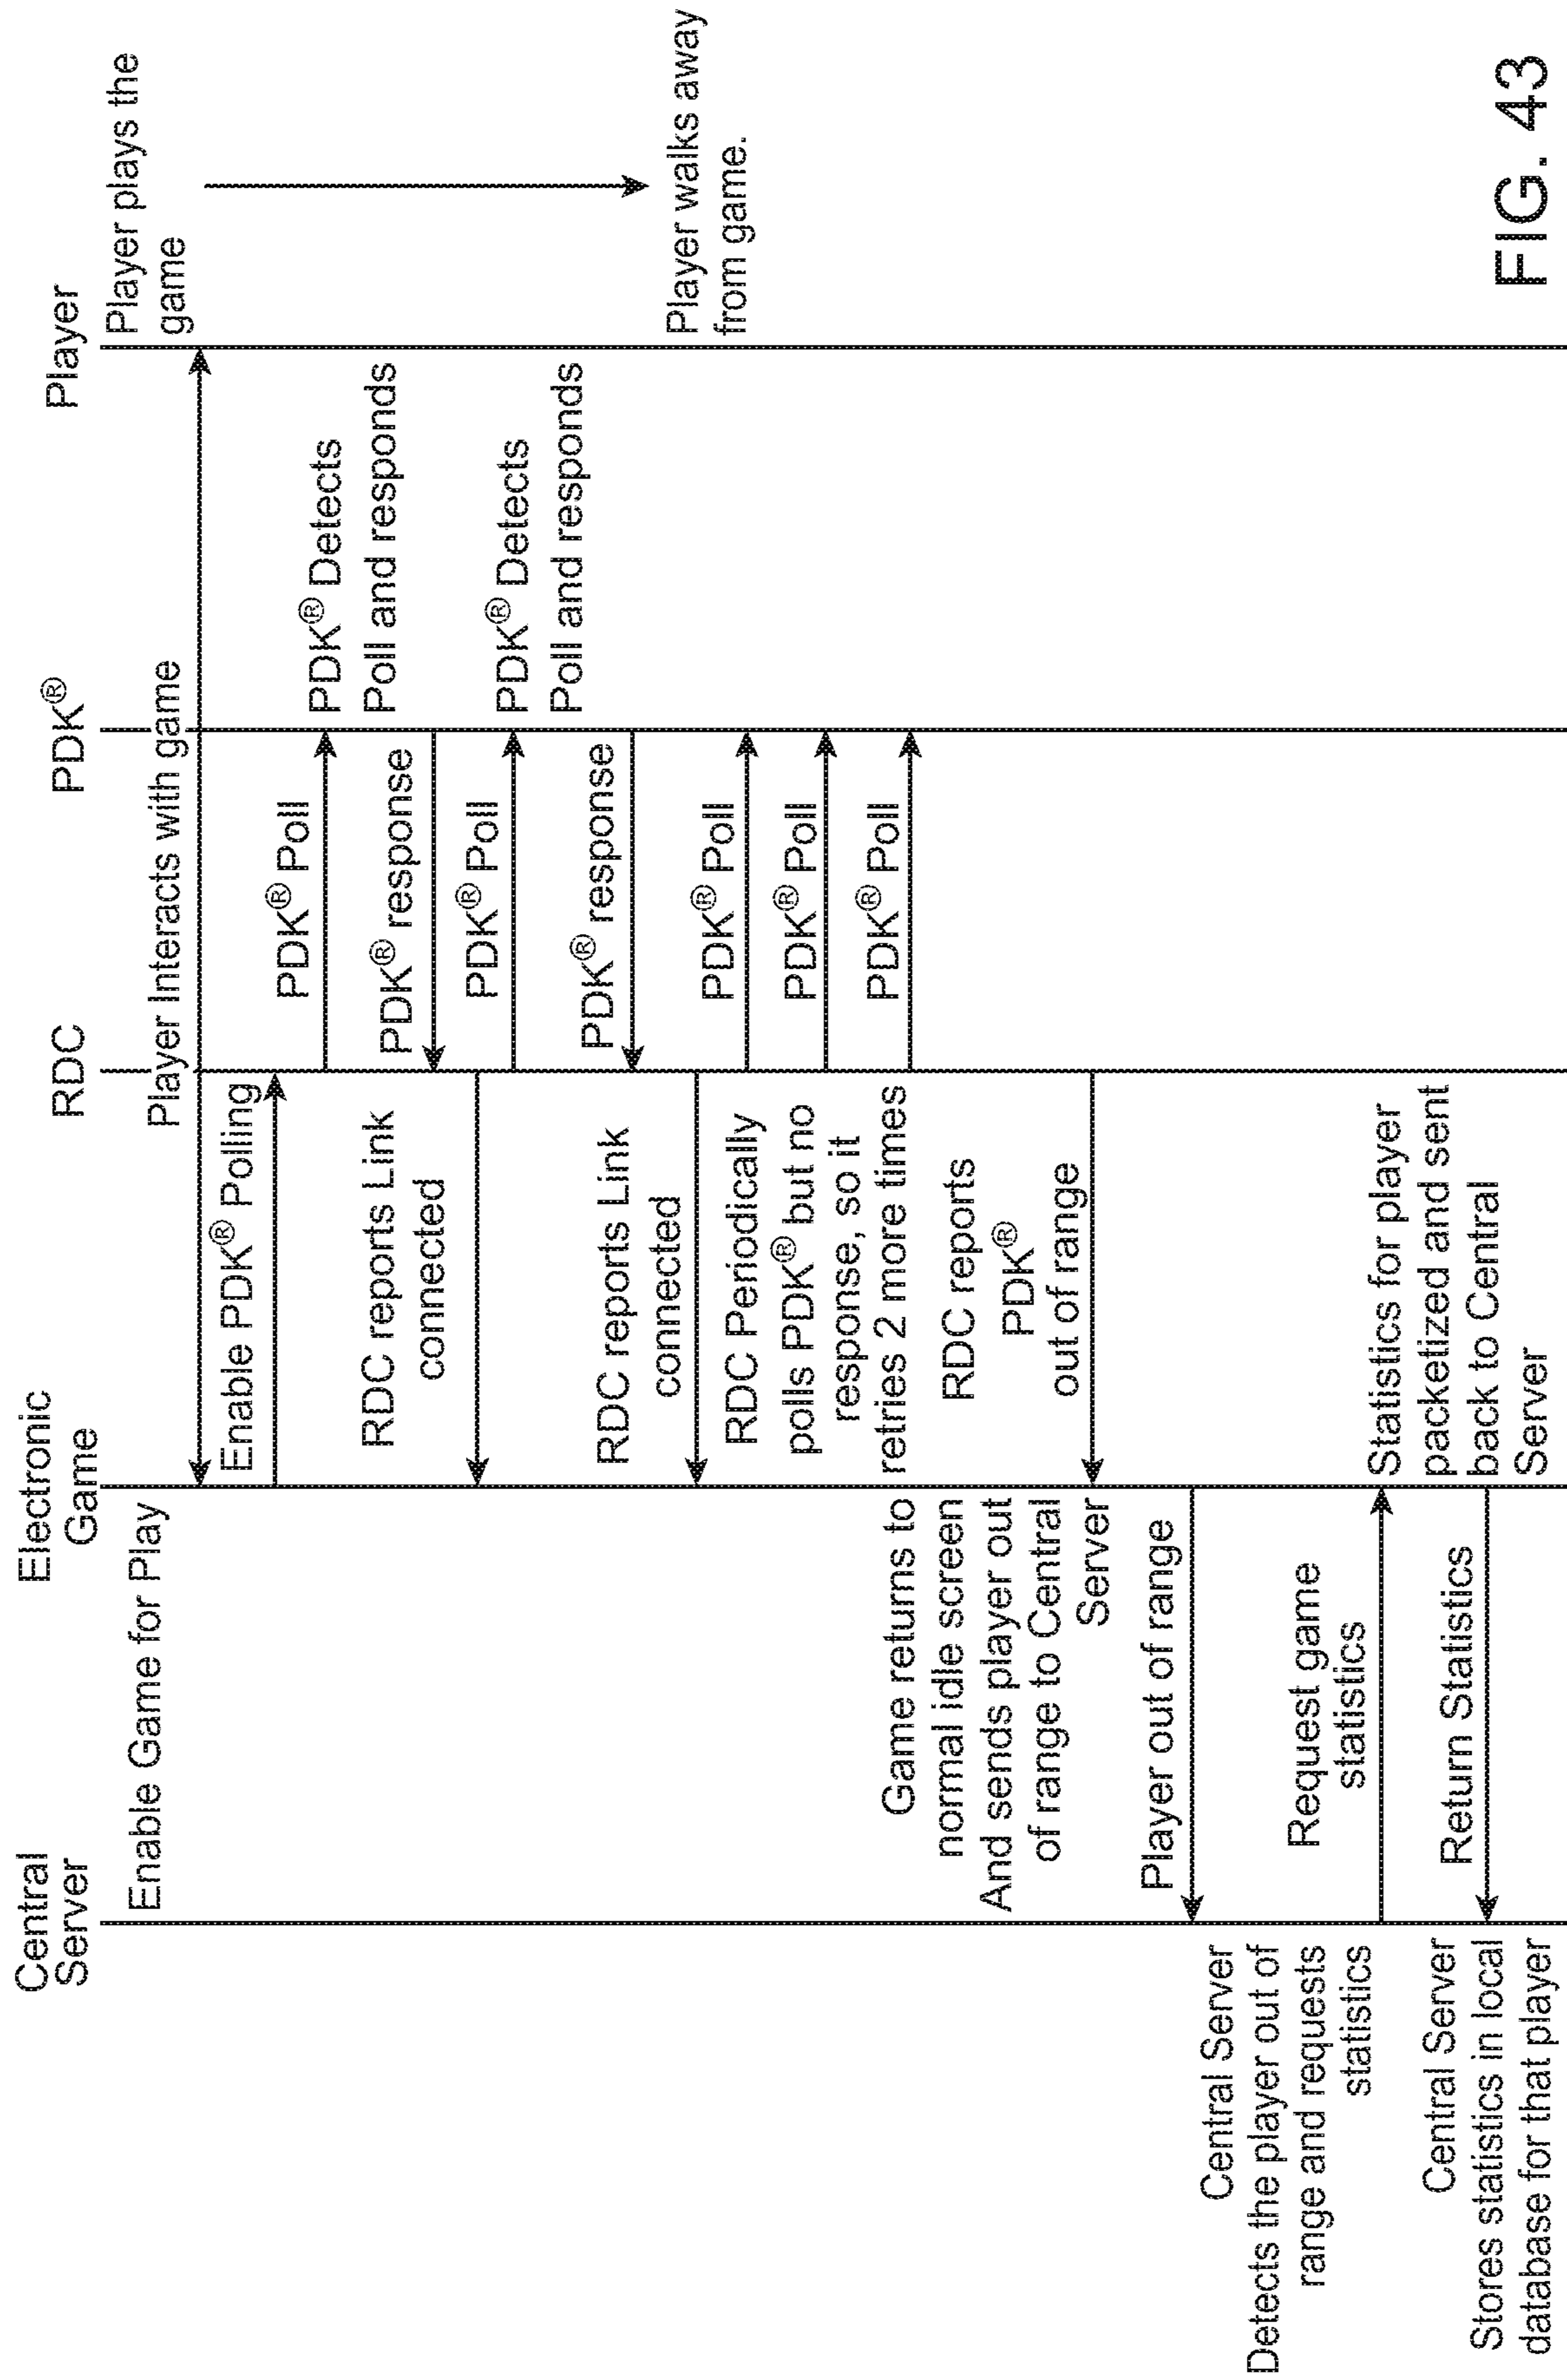 Central
Server
Electronic
Game
RDC
PDK®
Player
Enable Game for Play
Player Interacts with game
Player plays the
game
Enable PDK® Polling
PDK® Poll
PDK® Detects
Poll and responds
PDK® response
RDC reports Link
connected
PDK® Poll
PDK® Detects
Poll and responds
PDK® response
RDC reports Link
connected
Player walks away
from game.
RDC Periodically
polls PDK® but no
response, so it
retries 2 more times
PDK® Poll
PDK® Poll
PDK® Poll
RDC reports
PDK®
out of range
Game returns to
normal idle screen
And sends player out
of range to Central
Server
Player out of range
Central Server
Detects the player out of
range and requests
statistics
Request game
statistics
Statistics for player
packetized and sent
back to Central
Server
Return Statistics
Central Server
Stores statistics in local
database for that player
FIG. 43